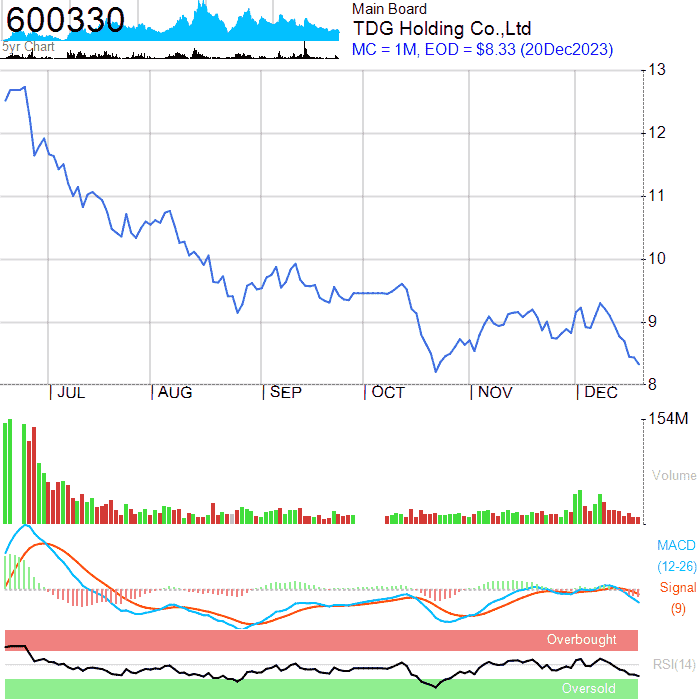 600330
5yr Chart
Main Board
TDG Holding Co.,Ltd
MC = 1M, EOD = $8.33 (20Dec2023)
13
12
11
10
9
8
JUL AUG SEP OCT NOV DEC
154M
Volume
MACD
(12-26)
Signal
(9)
Overbought
RSI(14)
Oversold